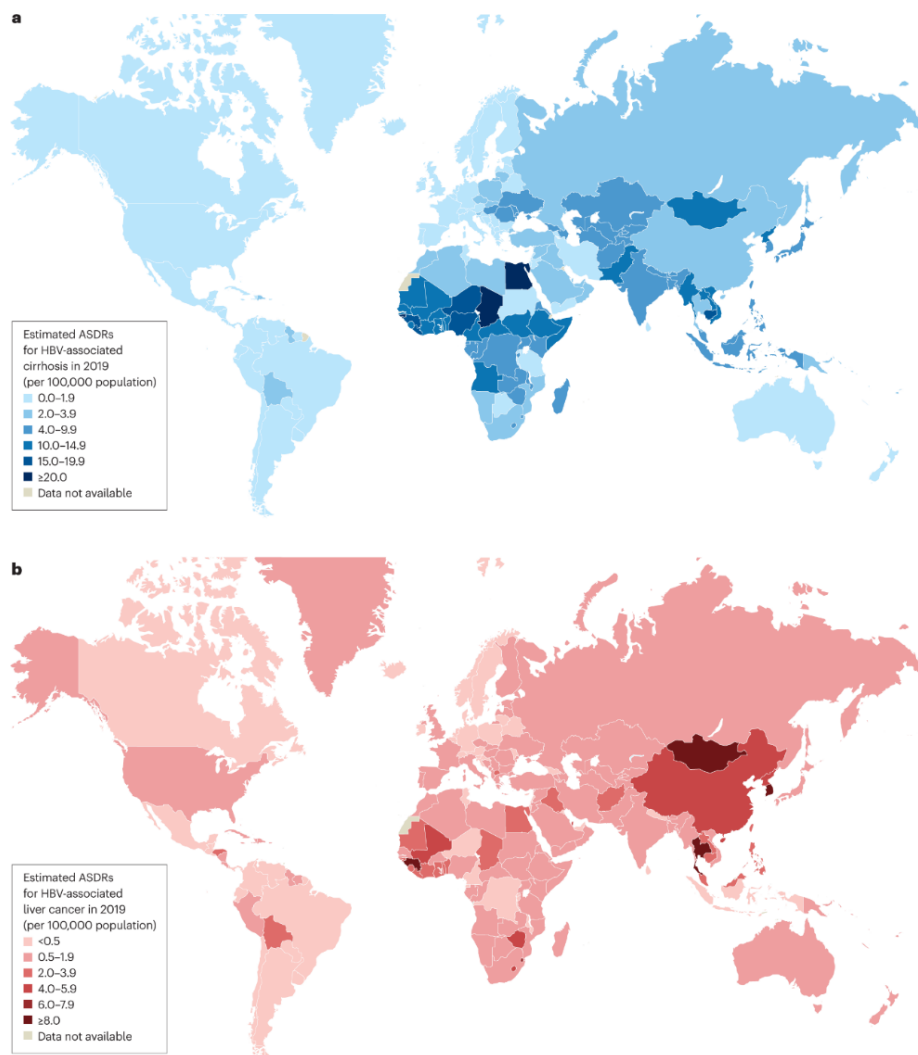 a
Estimated ASDRs
for HBV-associated
cirrhosis in 2019
(per 100,000 population)
0.0–1.9
2.0–3.9
4.0–9.9
10.0–14.9
15.0–19.9
≥20.0
Data not available
b
Estimated ASDRs
for HBV-associated
liver cancer in 2019
(per 100,000 population)
<0.5
0.5–1.9
2.0–3.9
4.0–5.9
6.0–7.9
≥8.0
Data not available